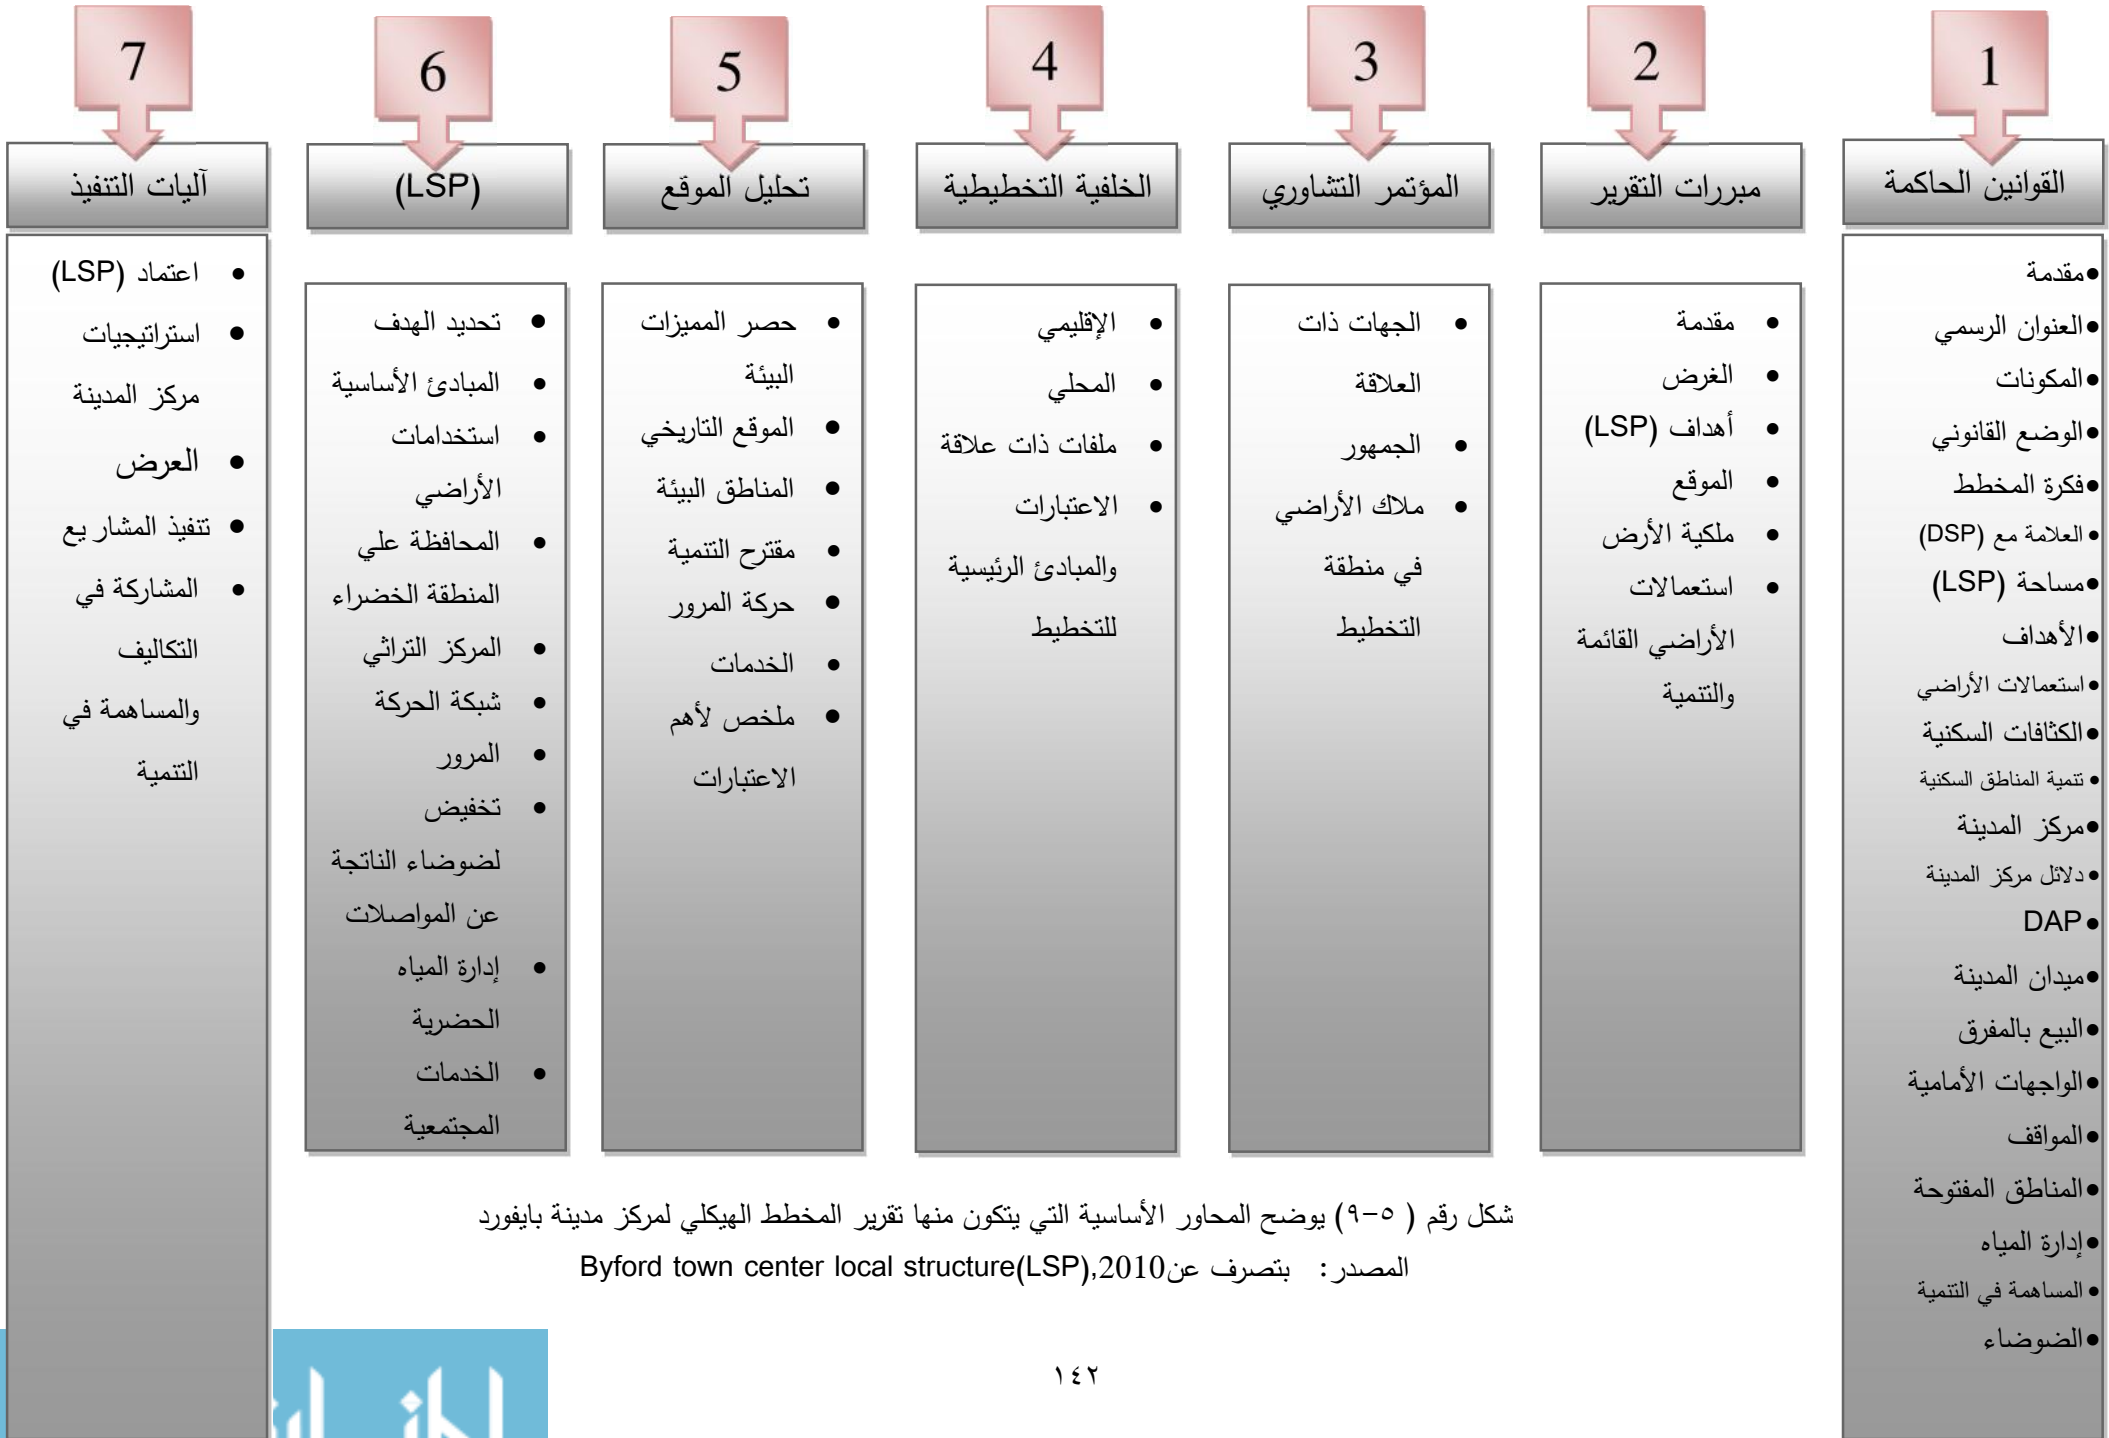 1
القوانين الحاكمة
•مقدمة
•العنوان الرسمي
•المكونات
•الوضع القانوني
•فكرة المخطط
•العلامة مع (DSP)
•مساحة (LSP)
•الأهداف
•استعمالات الأراضي
•الكثافات السكنية
•تنمية المناطق السكنية
•مركز المدينة
•دلائل مركز المدينة
•DAP
•ميدان المدينة
•البيع بالمفرق
•الواجهات الأمامية
•المواقف
•المناطق المفتوحة
•إدارة المياه
•المساهمة في التنمية
•الضوضاء
2
مبررات التقرير
• مقدمة
• الغرض
• أهداف (LSP)
• الموقع
• ملكية الأرض
• استعمالات
الأراضي القائمة
والتنمية
3
المؤتمر التشاوري
• الجهات ذات
العلاقة
• الجمهور
• ملاك الأراضي
في منطقة
التخطيط
4
الخلفية التخطيطية
• الإقليمي
• المحلي
• ملفات ذات علاقة
• الاعتبارات
والمبادئ الرئيسية
للتخطيط
5
تحليل الموقع
• حصر المميزات
البيئة
• الموقع التاريخي
• المناطق البيئة
• مقترح التنمية
• حركة المرور
• الخدمات
• ملخص لأهم
الاعتبارات
6
(LSP)
• تحديد الهدف
• المبادئ الأساسية
• استخدامات
الأراضي
• المحافظة علي
المنطقة الخضراء
• المركز التراثي
• شبكة الحركة
• المرور
• تخفيض
لضوضاء الناتجة
عن المواصلات
• إدارة المياه
الحضرية
• الخدمات
المجتمعية
7
آليات التنفيذ
• اعتماد (LSP)
• استراتيجيات
مركز المدينة
• العرض
• تنفيذ المشار يع
• المشاركة في
التكاليف
والمساهمة في
التنمية
شكل رقم ( ٥-٩) يوضح المحاور الأساسية التي يتكون منها تقرير المخطط الهيكلي لمركز مدينة بايفورد
المصدر: بتصرف عن Byford town center local structure(LSP),2010
١٤٢